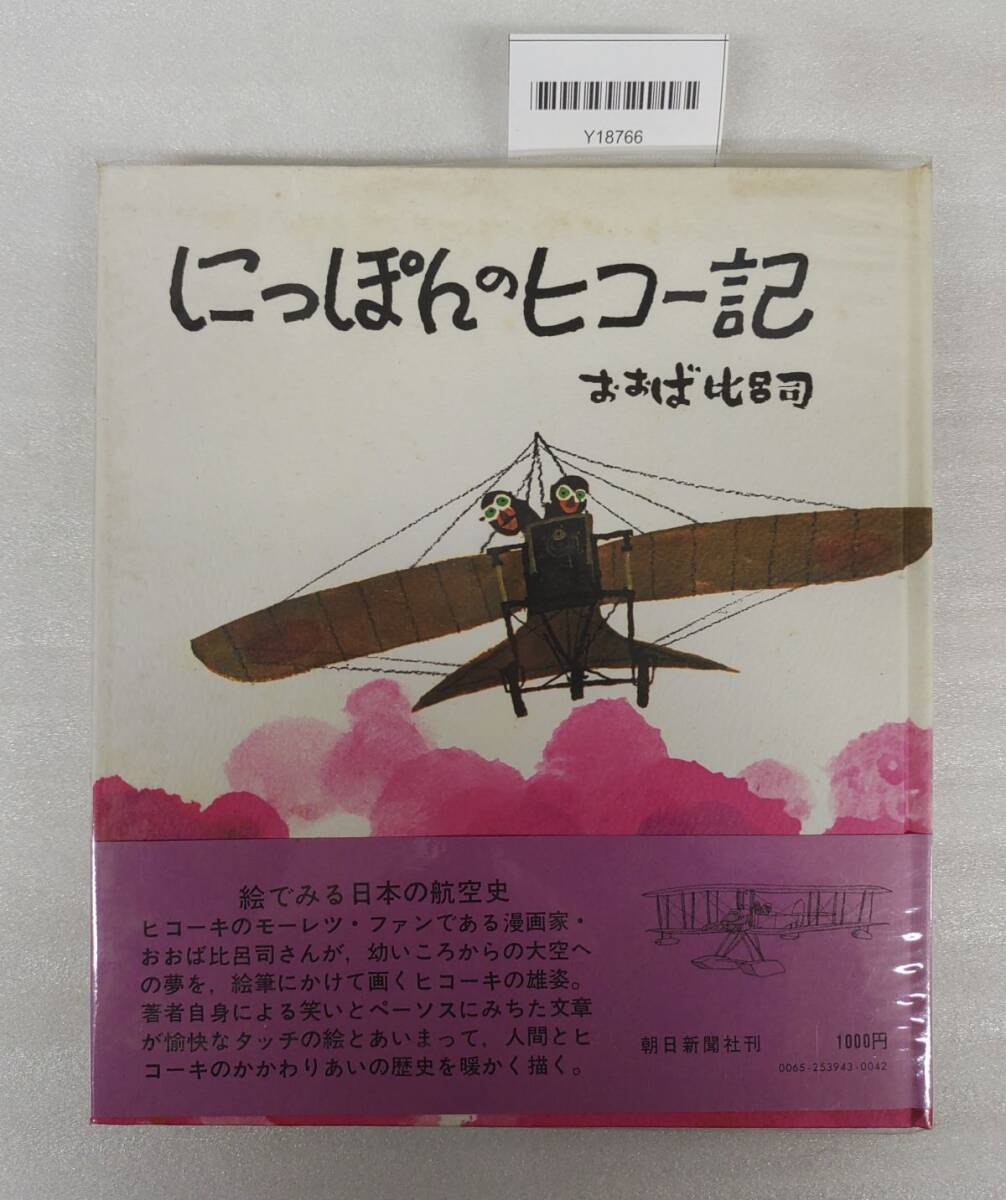 Y18766
にっぽんのヒコー記
おおば比呂司
絵でみる日本の航空史
ヒコーキのモーレツ・ファンである漫画家・
おおば比呂司さんが，幼いころからの大空へ
の夢を，絵筆にかけて画くヒコーキの雄姿。
著者自身による笑いとペーソスにみちた文章
が愉快なタッチの絵とあいまって，人間とヒ
コーキのかかわりあいの歴史を暖かく描く。
朝日新聞社刊 1000円
0065-253943-0042